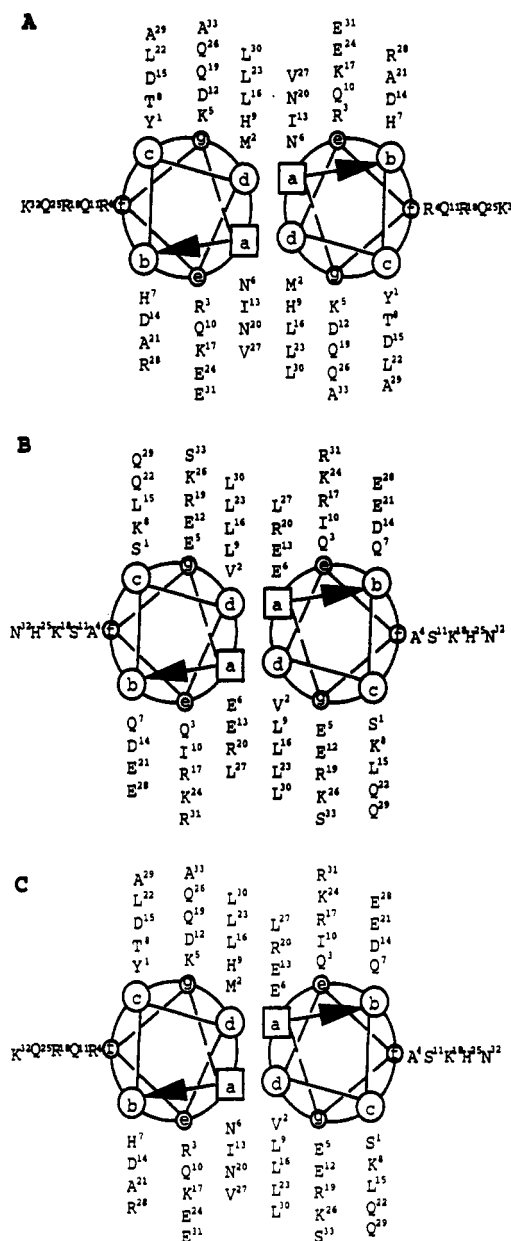 A
A²⁹ A³³ E³¹
L²² Q²⁶ L³⁰ E²⁴ R²⁸
D¹⁵ Q¹⁹ L²³ V²⁷ K¹⁷ A²¹
T⁸ D¹² L¹⁶ N²⁰ Q¹⁰ D¹⁴
Y¹ K⁵ H⁹ I¹³ R³ H⁷
M² N⁶
c g d a e b
K³²Q²⁵R¹⁸Q¹¹R⁴ f f R⁴Q¹¹R¹⁸Q²⁵K³
b e a d g c
H⁷ R³ N⁶ M² K⁵ Y¹
D¹⁴ Q¹⁰ I¹³ H⁹ D¹² T⁸
A²¹ K¹⁷ N²⁰ L¹⁶ Q¹⁹ D¹⁵
R²⁸ E²⁴ V²⁷ L²³ Q²⁶ L²²
E³¹ L³⁰ A³³ A²⁹
B
Q²⁹ S³³ R³¹
Q²² K²⁶ L³⁰ K²⁴ E²⁸
L¹⁵ R¹⁹ L²³ L²⁷ R¹⁷ E²¹
K⁸ E¹² L¹⁶ R²⁰ I¹⁰ D¹⁴
S¹ E⁵ L⁹ E¹³ Q³ Q⁷
V² E⁶
c g d a e b
N³²H²⁵K¹⁸S¹¹A⁴ f f A⁴S¹¹K¹⁸H²⁵N³²
b e a d g c
Q⁷ Q³ E⁶ V² E⁵ S¹
D¹⁴ I¹⁰ E¹³ L⁹ E¹² K⁸
E²¹ R¹⁷ R²⁰ L¹⁶ R¹⁹ L¹⁵
E²⁸ K²⁴ L²⁷ L²³ K²⁶ Q²²
R³¹ L³⁰ S³³ Q²⁹
C
A²⁹ A³³ R³¹
L²² Q²⁶ L³⁰ K²⁴ E²⁸
D¹⁵ Q¹⁹ L²³ L²⁷ R¹⁷ E²¹
T⁸ D¹² L¹⁶ R²⁰ I¹⁰ D¹⁴
Y¹ K⁵ H⁹ E¹³ Q³ Q⁷
M² E⁶
c g d a e b
K³²Q²⁵R¹⁸Q¹¹R⁴ f f A⁴S¹¹K¹⁸H²⁵N³²
b e a d g c
H⁷ R³ N⁶ V² E⁵ S¹
D¹⁴ Q¹⁰ I¹³ L⁹ E¹² K⁸
A²¹ K¹⁷ N²⁰ L¹⁶ R¹⁹ L¹⁵
R²⁸ E²⁴ V²⁷ L²³ K²⁶ Q²²
E³¹ L³⁰ S³³ Q²⁹